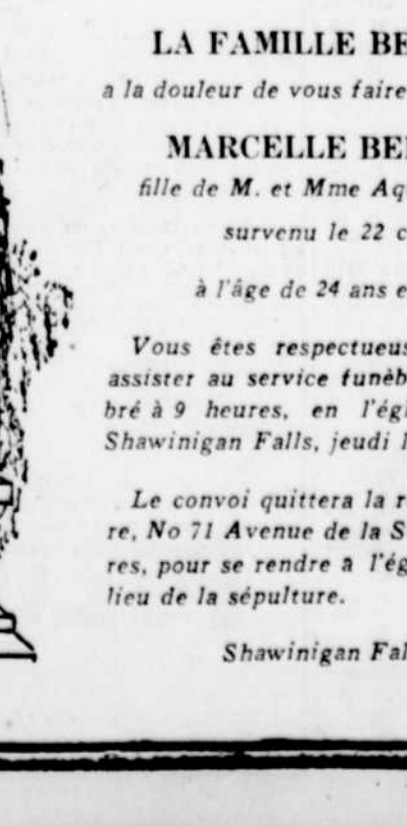 LA FAMILLE BE
a la douleur de vous faire
MARCELLE BE
fille de M. et Mme Aq
survenu le 22 c
à l'âge de 24 ans e
Vous êtes respectueus
assister au service funèb
bré à 9 heures, en l'égl
Shawinigan Falls, jeudi l
Le convoi quittera la r
re, No 71 Avenue de la S
res, pour se rendre à l'ég
lieu de la sépulture.
Shawinigan Fal